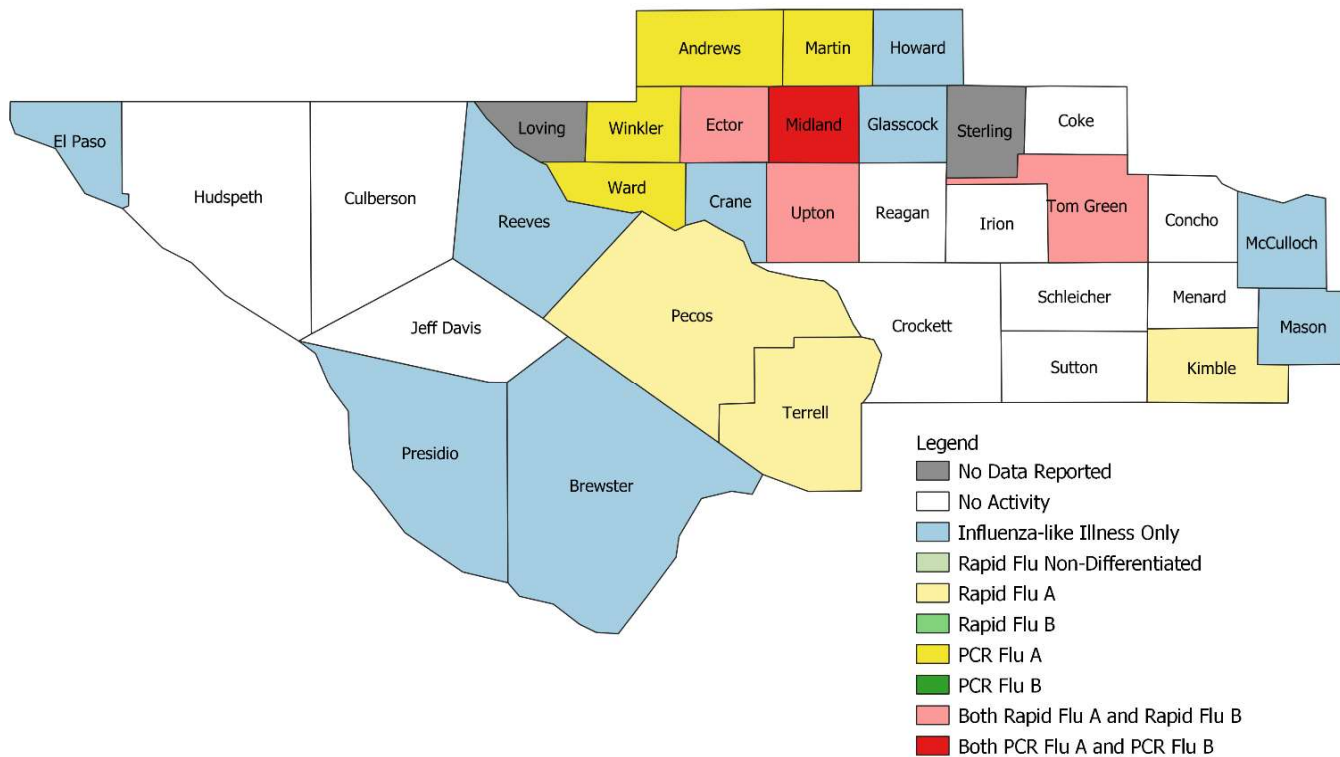 Andrews
Martin
Howard
El Paso
Loving
Winkler
Ector
Midland
Glasscock
Sterling
Coke
Hudspeth
Culberson
Reeves
Ward
Crane
Upton
Reagan
Irion
Tom Green
Concho
McCulloch
Jeff Davis
Pecos
Crockett
Schleicher
Menard
Mason
Sutton
Kimble
Terrell
Presidio
Brewster
Legend
No Data Reported
No Activity
Influenza-like Illness Only
Rapid Flu Non-Differentiated
Rapid Flu A
Rapid Flu B
PCR Flu A
PCR Flu B
Both Rapid Flu A and Rapid Flu B
Both PCR Flu A and PCR Flu B